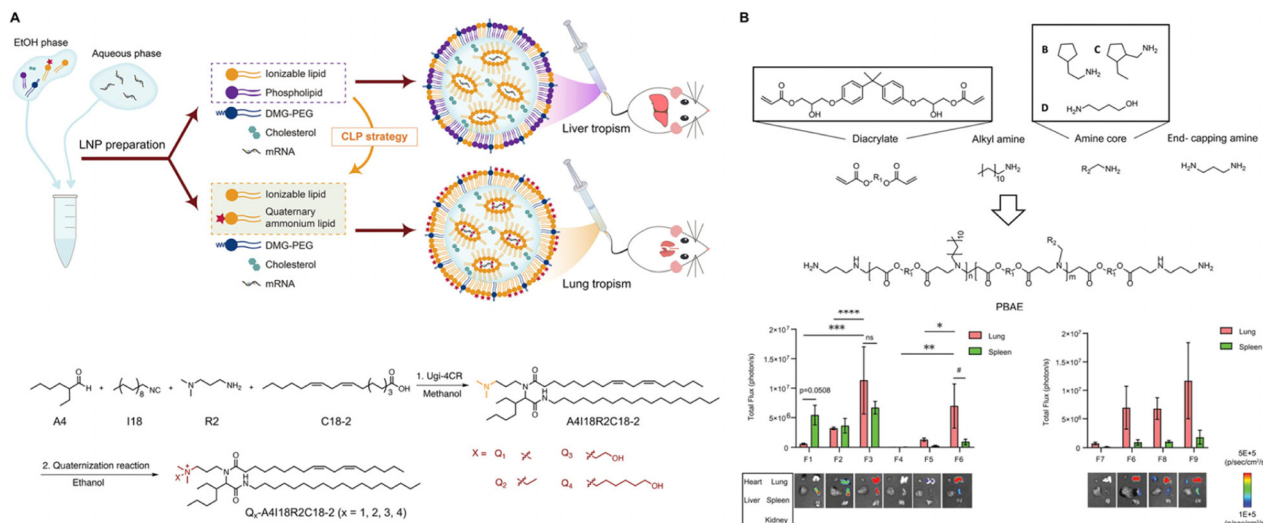 A
EtOH phase
Aqueous phase
LNP preparation
Ionizable lipid
Phospholipid
DMG-PEG
Cholesterol
mRNA
CLP strategy
Liver tropism
Ionizable lipid
Quaternary
ammonium lipid
DMG-PEG
Cholesterol
mRNA
Lung tropism
A4
I18
R2
C18-2
1. Ugi-4CR
Methanol
A4I18R2C18-2
2. Quaternization reaction
Ethanol
Qx-A4I18R2C18-2 (x = 1, 2, 3, 4)
X = Q1
Q2
Q3
Q4
B
Diacrylate
Alkyl amine
Amine core
End- capping amine
B
C
D
PBAE
Total Flux (photon/s)
2×10⁷
1.5×10⁷
1×10⁷
5×10⁶
0
p=0.0508
***
****
ns
**
*
#
Lung
Spleen
F1 F2 F3 F4 F5 F6
Heart Lung
Liver Spleen
Kidney
Total Flux (photon/s)
2×10⁷
1.5×10⁷
1×10⁷
5×10⁶
0
Lung
Spleen
F7 F6 F8 F9
5E+5
(p/sec/cm²/sr)
1E+5